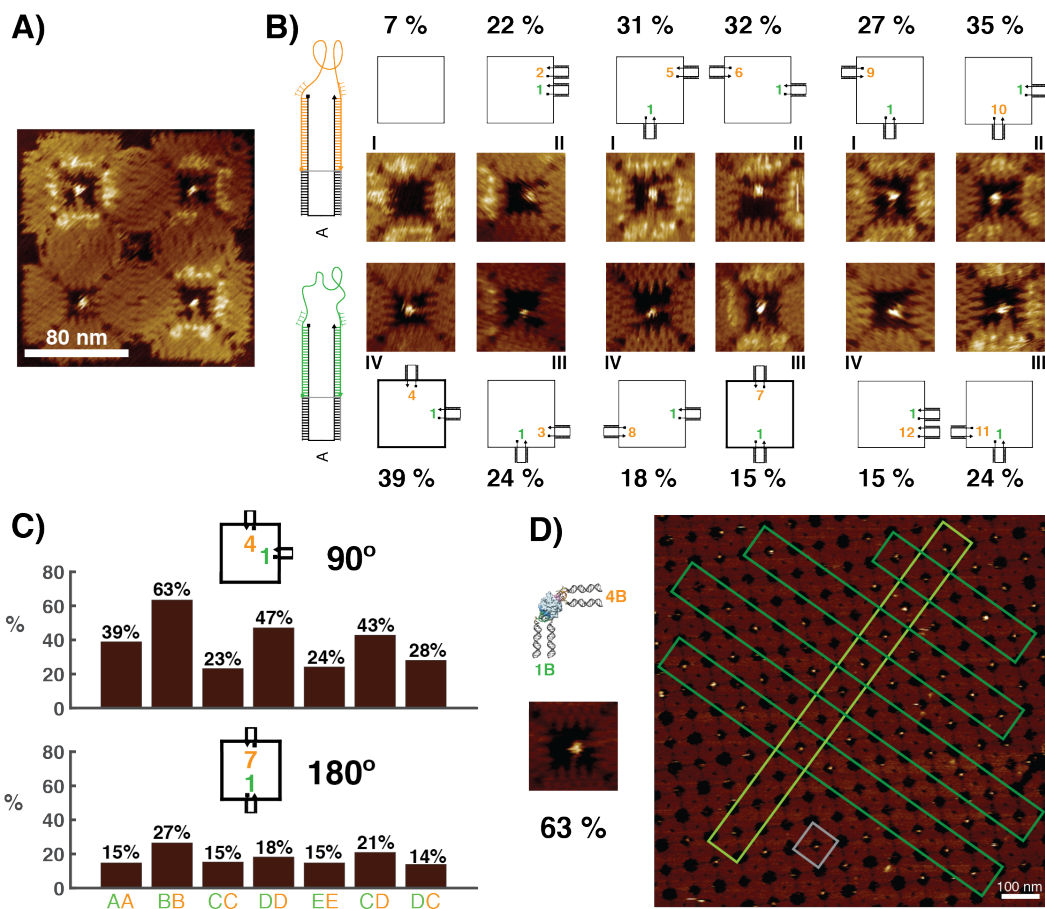 A)
B)
7 %
22 %
31 %
32 %
27 %
35 %
2
1
5
1
6
1
9
1
1
10
I
II
I
II
I
II
A
80 nm
IV
III
IV
III
IV
III
A
4
1
1
3
1
8
7
1
1
12
11
1
39 %
24 %
18 %
15 %
15 %
24 %
C)
4
1
90º
%
80
60
40
20
0
39%
63%
23%
47%
24%
43%
28%
7
1
180º
%
80
60
40
20
0
15%
27%
15%
18%
15%
21%
14%
AA
BB
CC
DD
EE
CD
DC
D)
4B
1B
63 %
100 nm